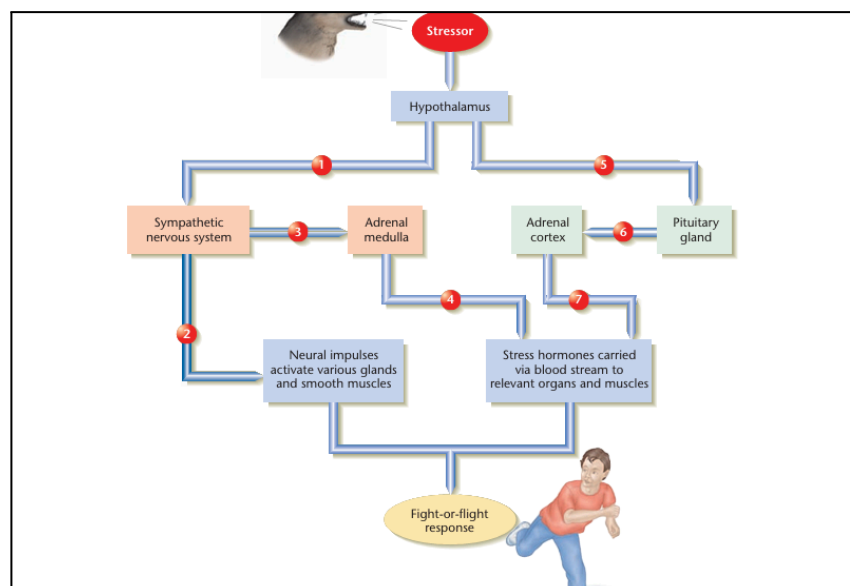 Stressor
Hypothalamus
1
5
Sympathetic
nervous system
3
Adrenal
medulla
Adrenal
cortex
6
Pituitary
gland
4
7
2
Neural impulses
activate various glands
and smooth muscles
Stress hormones carried
via blood stream to
relevant organs and muscles
Fight-or-flight
response